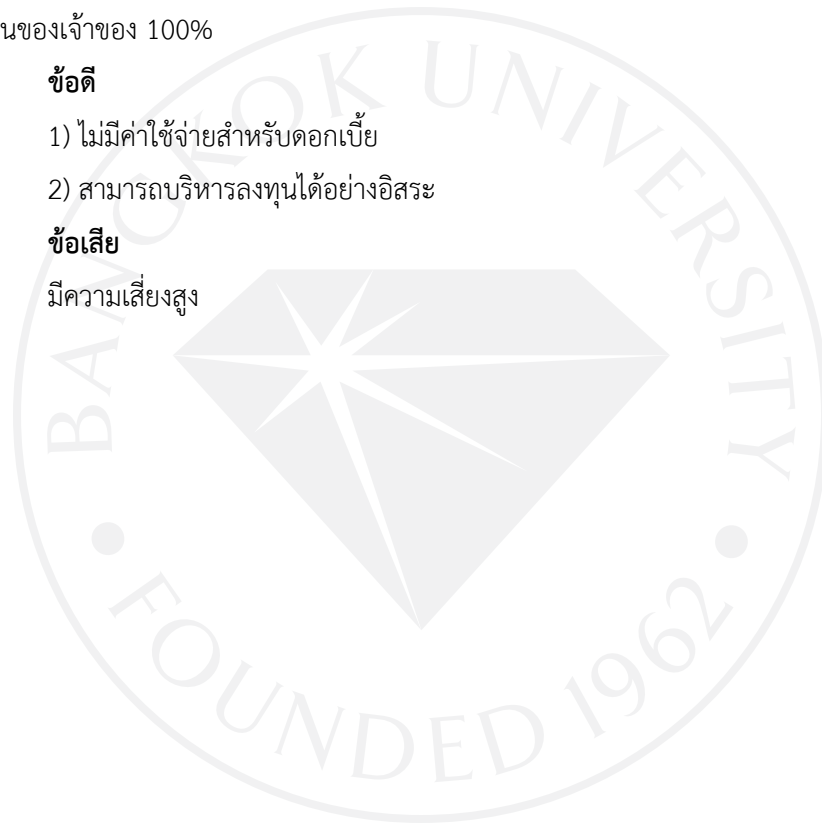 นของเจ้าของ 100%
ข้อดี
1) ไม่มีค่าใช้จ่ายสำหรับดอกเบี้ย
2) สามารถบริหารลงทุนได้อย่างอิสระ
ข้อเสีย
มีความเสี่ยงสูง
BANGKOK UNIVERSITY
FOUNDED 1962